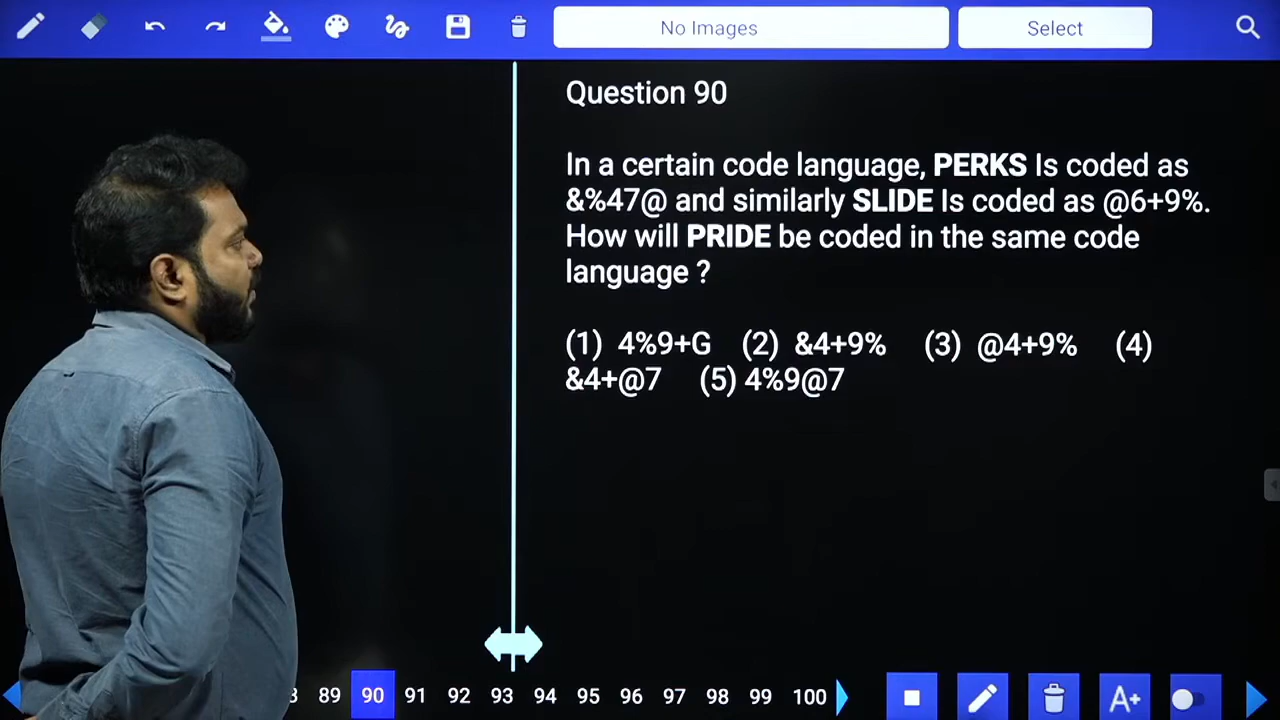 No Images
Select
Question 90
In a certain code language, PERKS Is coded as
&%47@ and similarly SLIDE Is coded as @6+9%.
How will PRIDE be coded in the same code
language ?
(1) 4%9+G (2) &4+9% (3) @4+9% (4)
&4+@7 (5) 4%9@7
89 90 91 92 93 94 95 96 97 98 99 100
A+